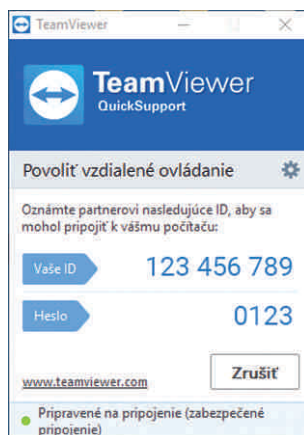 TeamViewer
TeamViewer
QuickSupport
Povoliť vzdialené ovládanie
Oznámte partnerovi nasledujúce ID, aby sa
mohol pripojiť k vášmu počítaču:
Vaše ID 123 456 789
Heslo 0123
www.teamviewer.com
Zrušiť
Pripravené na pripojenie (zabezpečené
pripojenie)